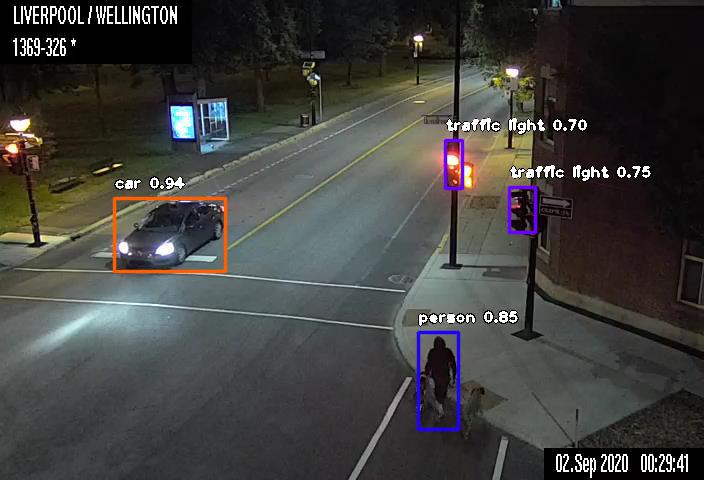 LIVERPOOL / WELLINGTON
1369-326 *
traffic light 0.70
traffic light 0.75
car 0.94
person 0.85
02.Sep 2020 00:29:41